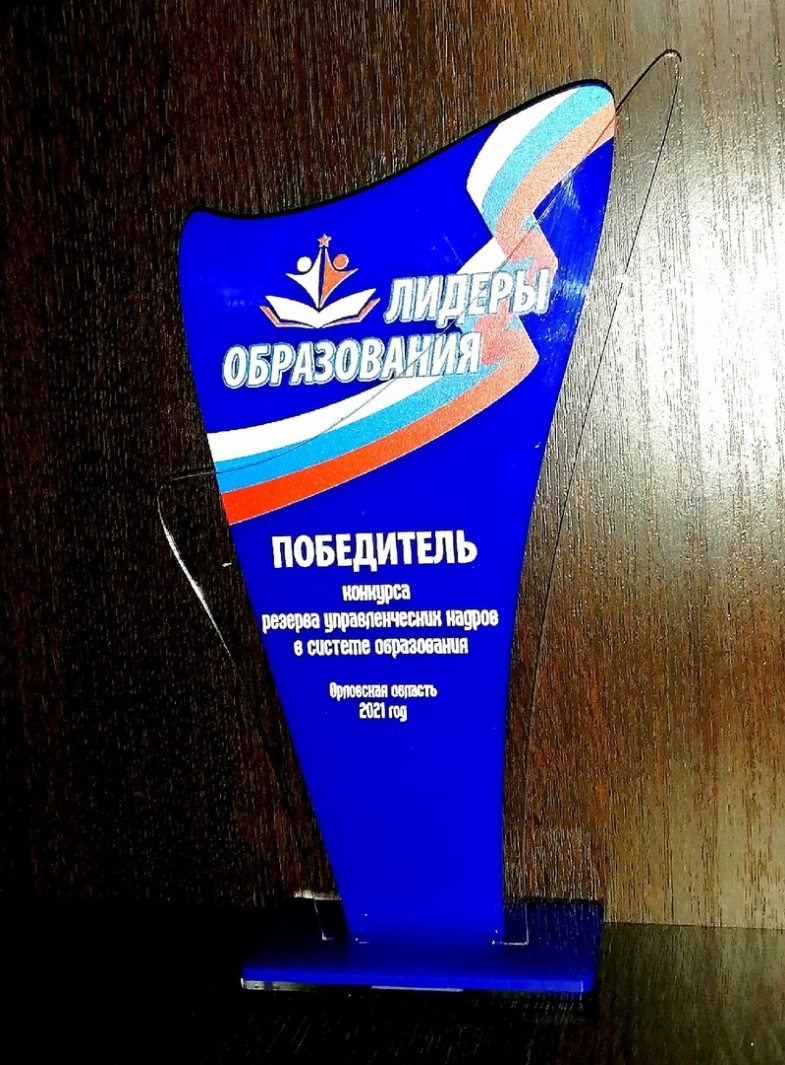 ЛИДЕРЫ
ОБРАЗОВАНИЯ
ПОБЕДИТЕЛЬ
конкурса
резерва управленческих кадров
в системе образования
Орловская область
2021 год